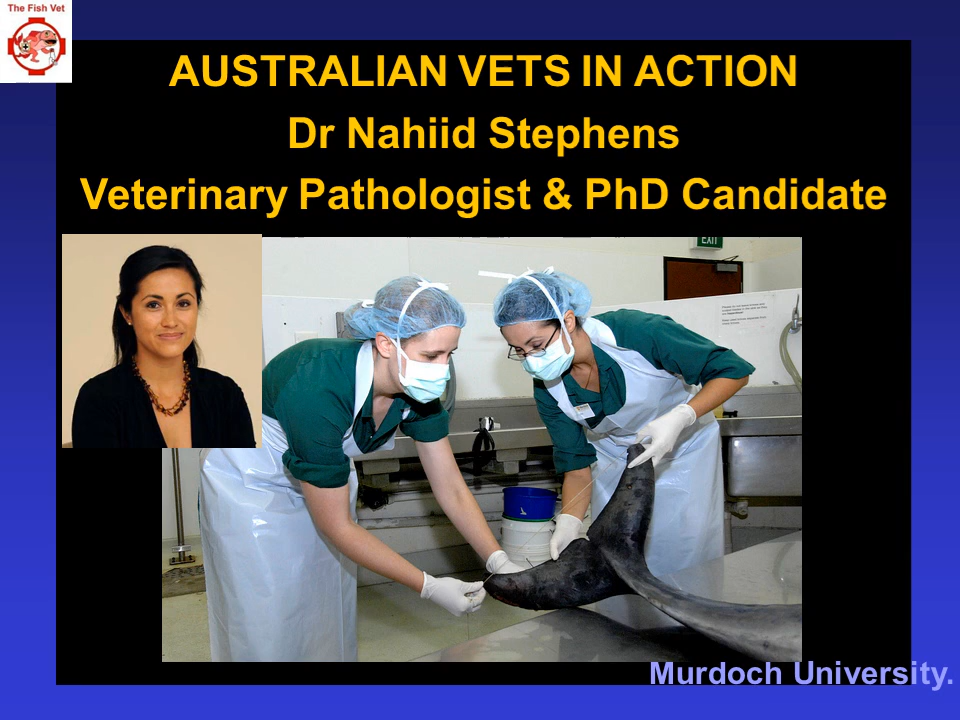 The Fish Vet
AUSTRALIAN VETS IN ACTION
Dr Nahiid Stephens
Veterinary Pathologist & PhD Candidate
EXIT
Murdoch University.